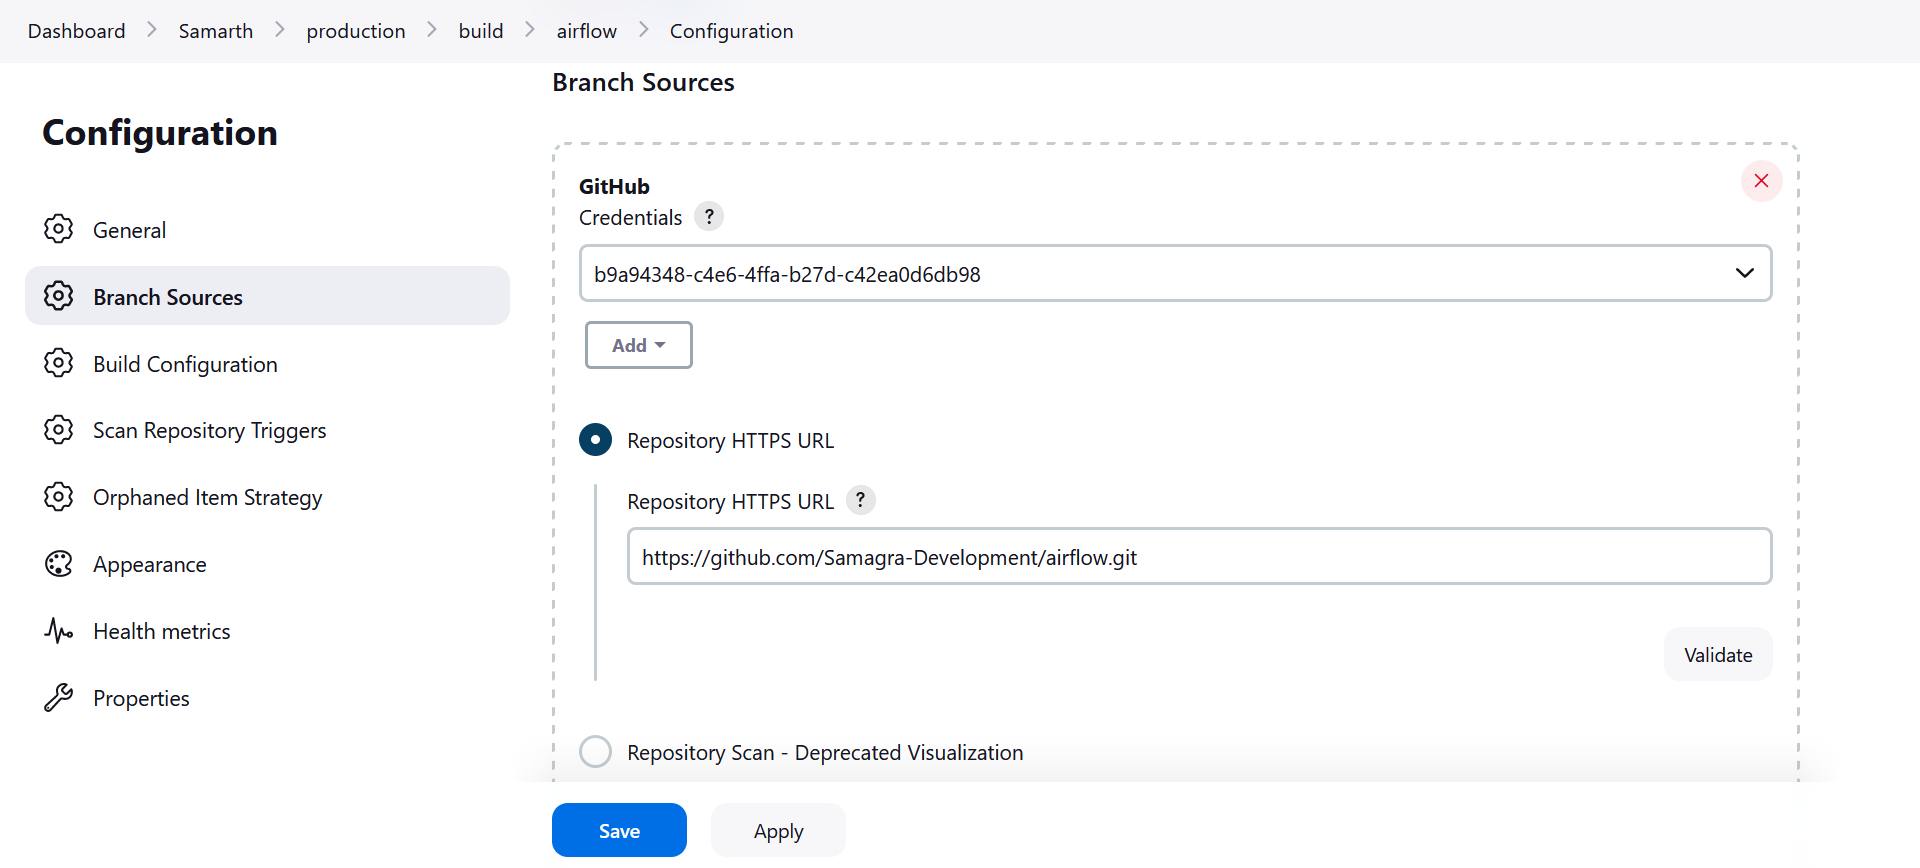 Dashboard > Samarth > production > build > airflow > Configuration
Configuration
General
Branch Sources
Build Configuration
Scan Repository Triggers
Orphaned Item Strategy
Appearance
Health metrics
Properties
Branch Sources
GitHub
Credentials ?
b9a94348-c4e6-4ffa-b27d-c42ea0d6db98
Add
Repository HTTPS URL
Repository HTTPS URL ?
https://github.com/Samagra-Development/airflow.git
Validate
Repository Scan - Deprecated Visualization
Save Apply